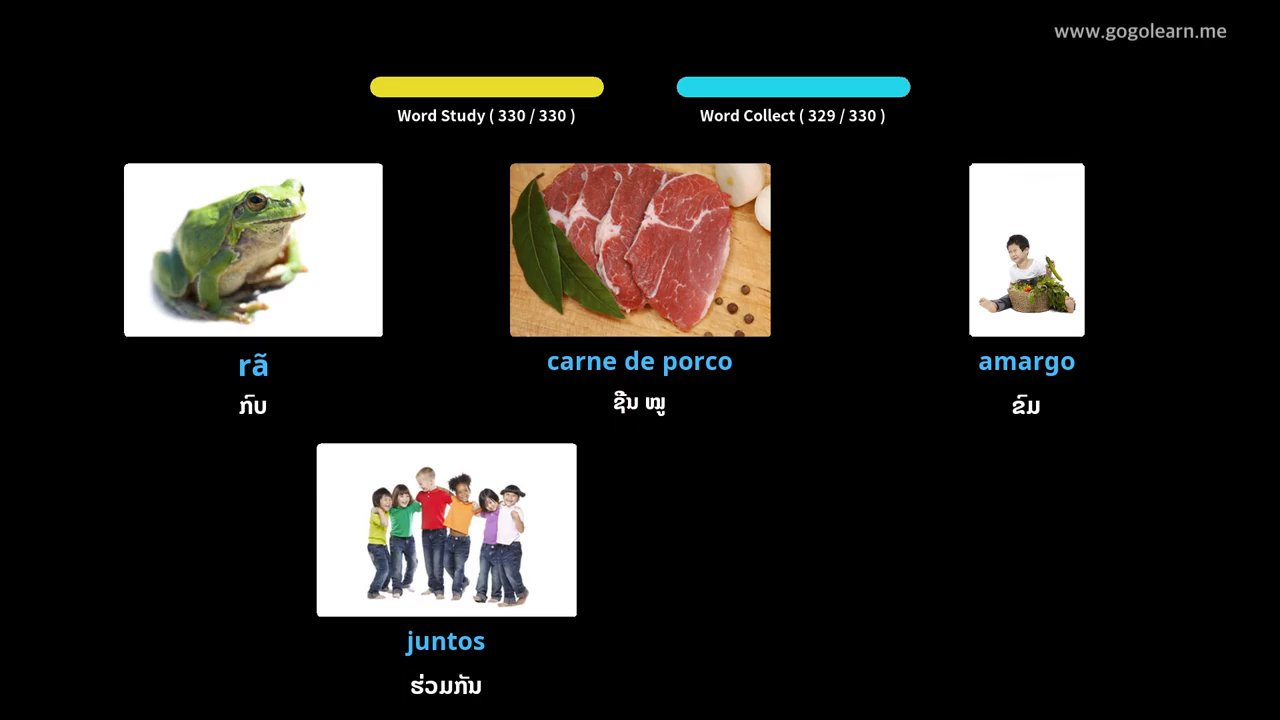 www.gogolearn.me
Word Study ( 330 / 330 )
Word Collect ( 329 / 330 )
rã
carne de porco
amargo
ກົບ
ຊີ້ນ ໝູ
ຂົມ
juntos
ຮ່ວມກັນ